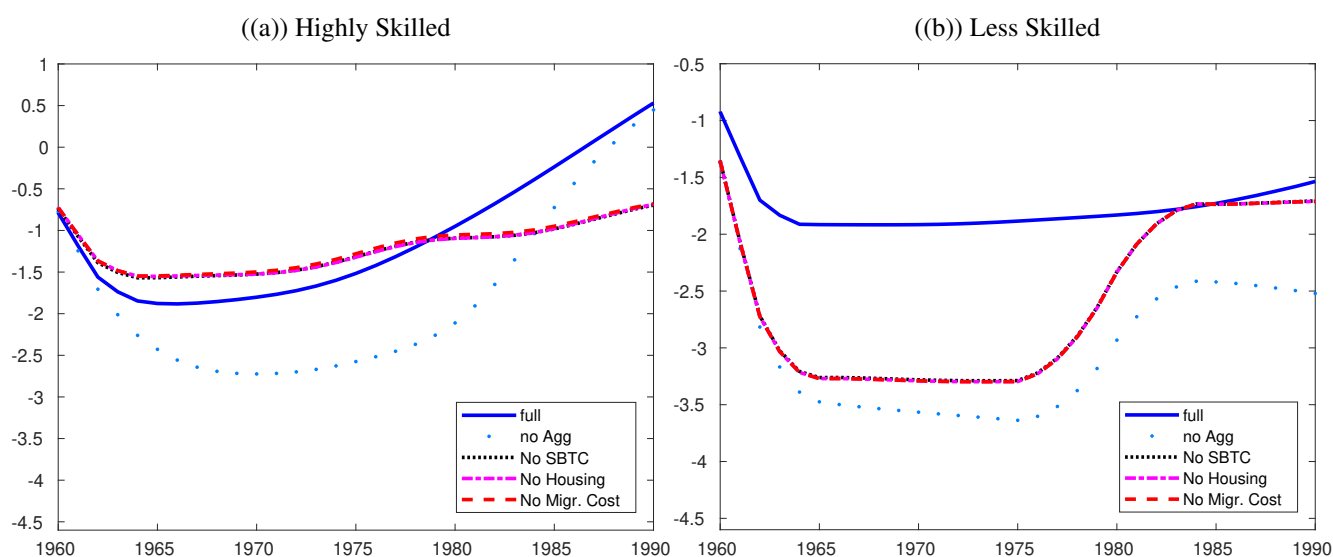 ((a)) Highly Skilled
1
0.5
0
-0.5
-1
-1.5
-2
-2.5
-3
-3.5
-4
-4.5
1960 1965 1970 1975 1980 1985 1990
full
no Agg
No SBTC
No Housing
No Migr. Cost
((b)) Less Skilled
-0.5
-1
-1.5
-2
-2.5
-3
-3.5
-4
-4.5
1960 1965 1970 1975 1980 1985 1990
full
no Agg
No SBTC
No Housing
No Migr. Cost